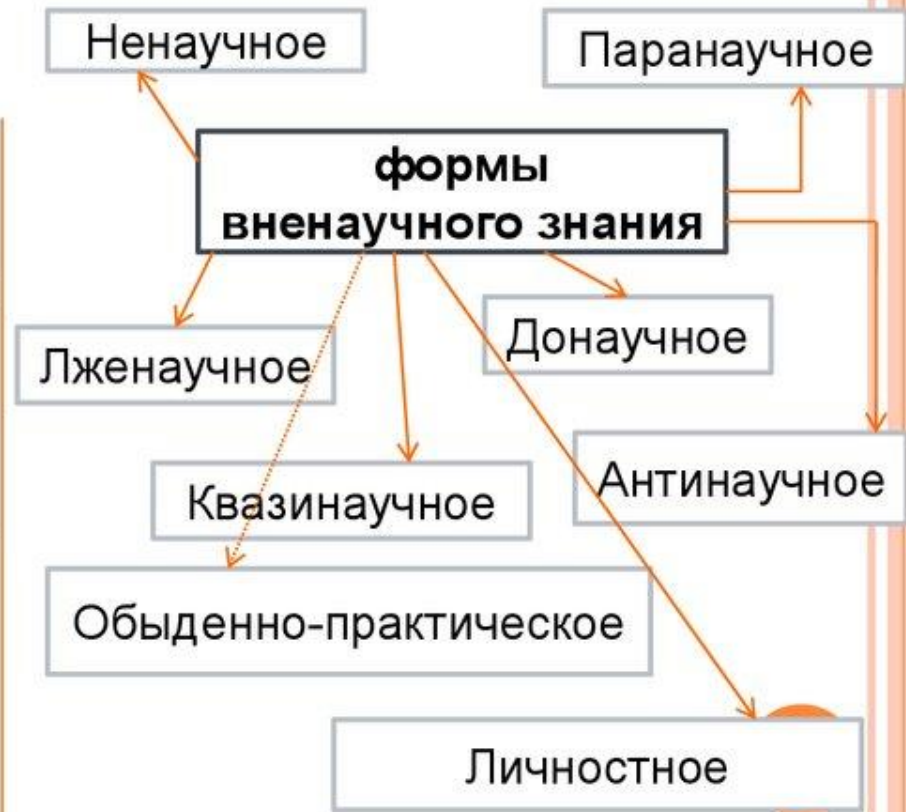 Ненаучное
Паранаучное
формы
вненаучного знания
Лженаучное
Донаучное
Квазинаучное
Антинаучное
Обыденно-практическое
Личностное